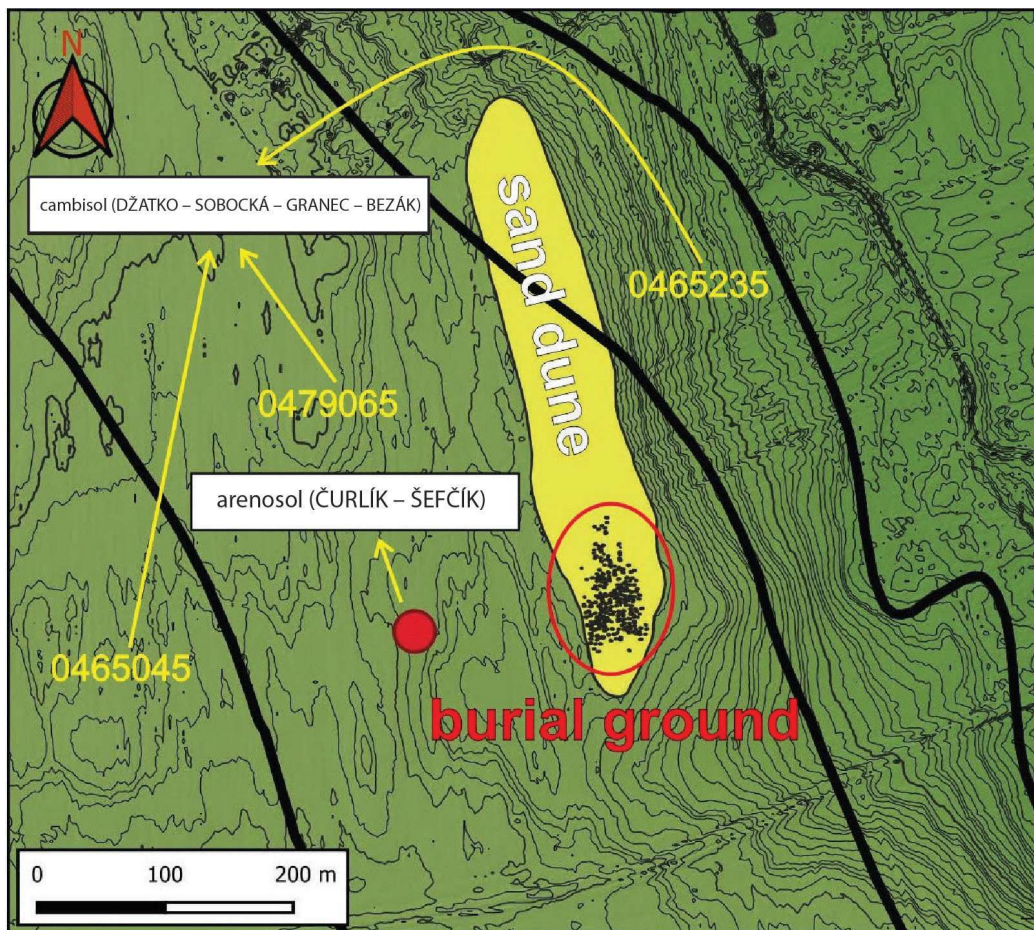 N
cambisol (DŽATKO – SOBOCKÁ – GRANEC – BEZÁK)
sand dune
0465235
0479065
arenosol (ČURLÍK – ŠEFČÍK)
0465045
burial ground
0 100 200 m